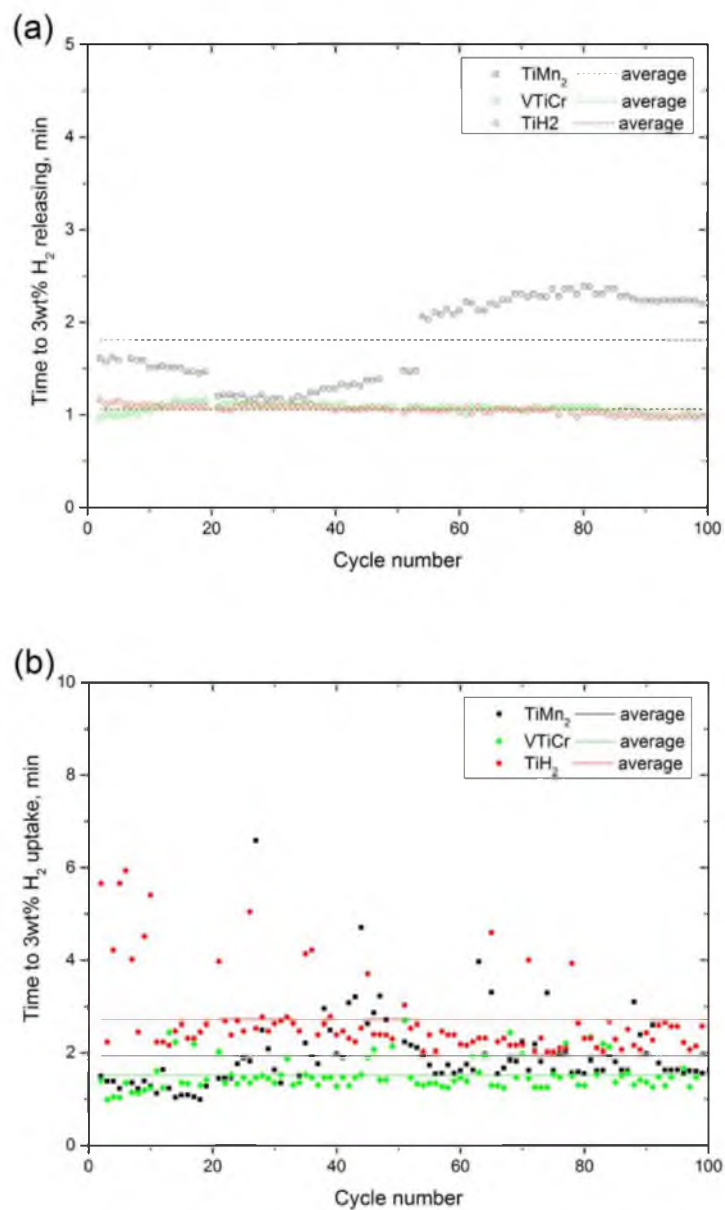 (a)
5
4
3
2
1
0
Time to 3wt% H₂ releasing, min
TiMn₂ average
VTiCr average
TiH2 average
0 20 40 60 80 100
Cycle number
(b)
10
8
6
4
2
0
Time to 3wt% H₂ uptake, min
TiMn₂ average
VTiCr average
TiH₂ average
0 20 40 60 80 100
Cycle number